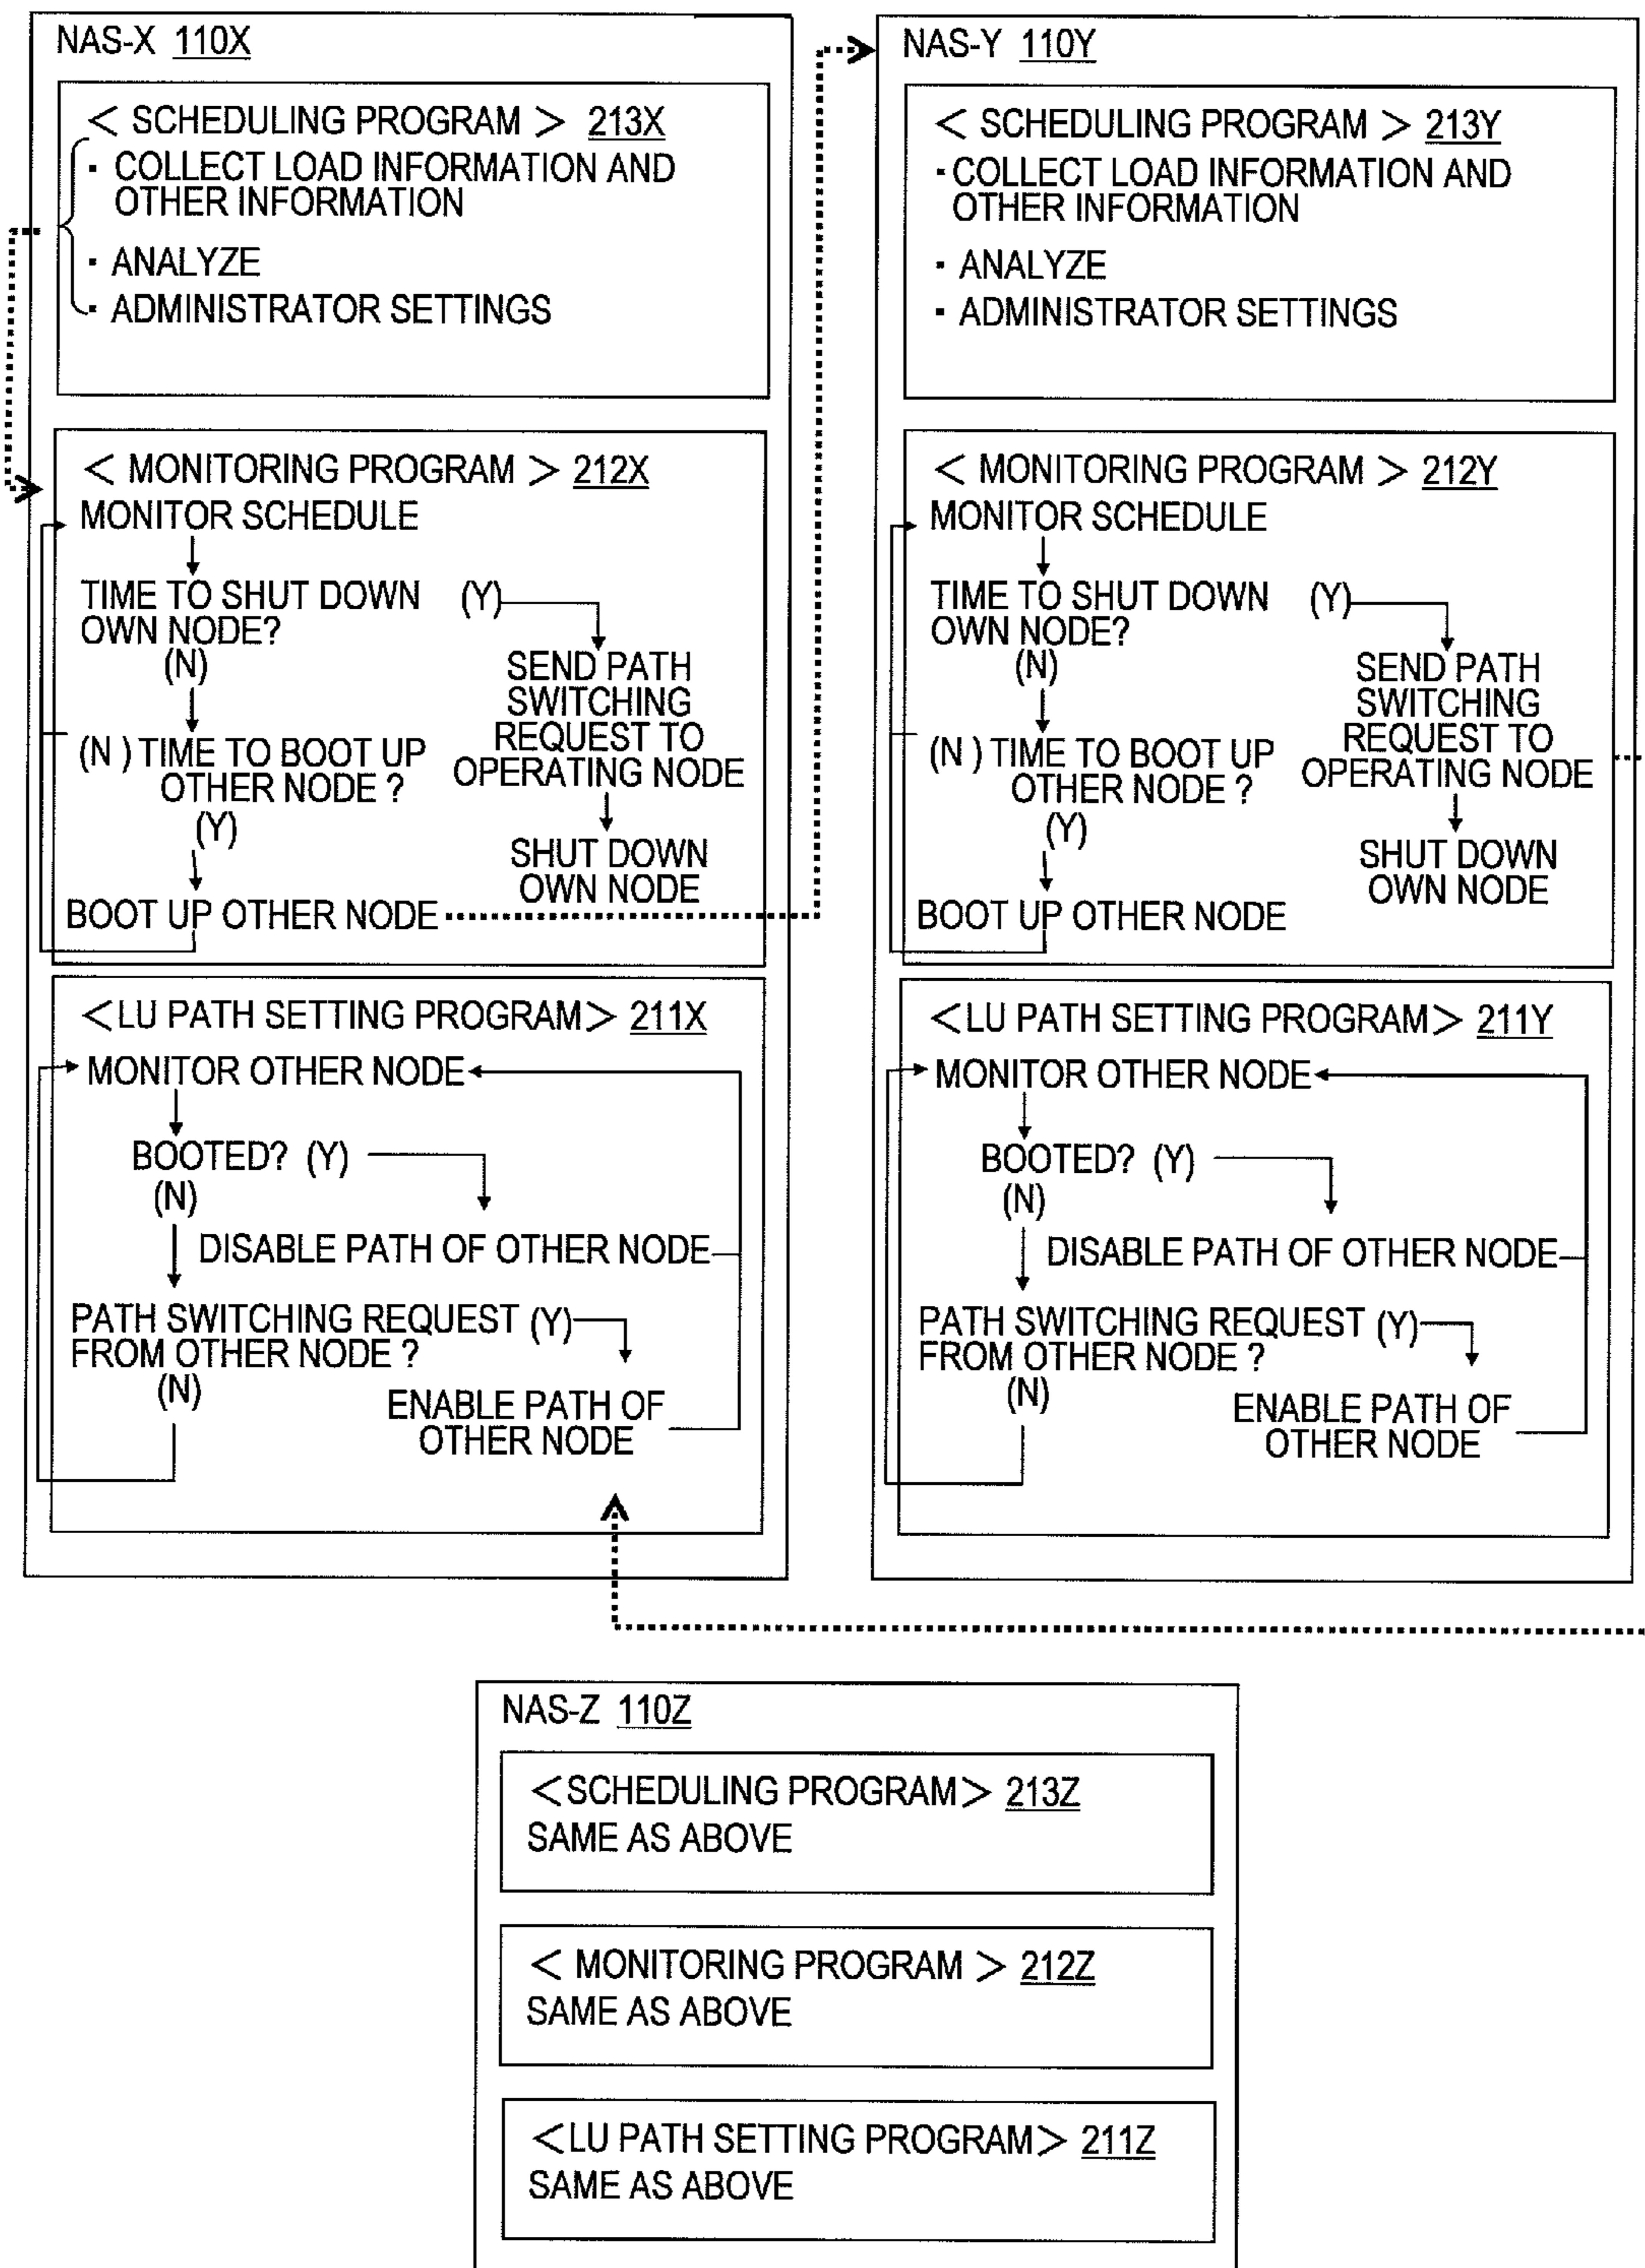 NAS-X 110X
< SCHEDULING PROGRAM > 213X
· COLLECT LOAD INFORMATION AND
OTHER INFORMATION
· ANALYZE
· ADMINISTRATOR SETTINGS
< MONITORING PROGRAM > 212X
MONITOR SCHEDULE
TIME TO SHUT DOWN (Y)
OWN NODE?
(N)
SEND PATH
SWITCHING
REQUEST TO
OPERATING NODE
(N ) TIME TO BOOT UP
OTHER NODE ?
(Y)
SHUT DOWN
OWN NODE
BOOT UP OTHER NODE
<LU PATH SETTING PROGRAM> 211X
MONITOR OTHER NODE
BOOTED? (Y)
(N)
DISABLE PATH OF OTHER NODE
PATH SWITCHING REQUEST (Y)
FROM OTHER NODE ?
(N)
ENABLE PATH OF
OTHER NODE
NAS-Y 110Y
< SCHEDULING PROGRAM > 213Y
· COLLECT LOAD INFORMATION AND
OTHER INFORMATION
· ANALYZE
· ADMINISTRATOR SETTINGS
< MONITORING PROGRAM > 212Y
MONITOR SCHEDULE
TIME TO SHUT DOWN (Y)
OWN NODE?
(N)
SEND PATH
SWITCHING
REQUEST TO
OPERATING NODE
(N ) TIME TO BOOT UP
OTHER NODE ?
(Y)
SHUT DOWN
OWN NODE
BOOT UP OTHER NODE
<LU PATH SETTING PROGRAM> 211Y
MONITOR OTHER NODE
BOOTED? (Y)
(N)
DISABLE PATH OF OTHER NODE
PATH SWITCHING REQUEST (Y)
FROM OTHER NODE ?
(N)
ENABLE PATH OF
OTHER NODE
NAS-Z 110Z
<SCHEDULING PROGRAM> 213Z
SAME AS ABOVE
< MONITORING PROGRAM > 212Z
SAME AS ABOVE
<LU PATH SETTING PROGRAM> 211Z
SAME AS ABOVE